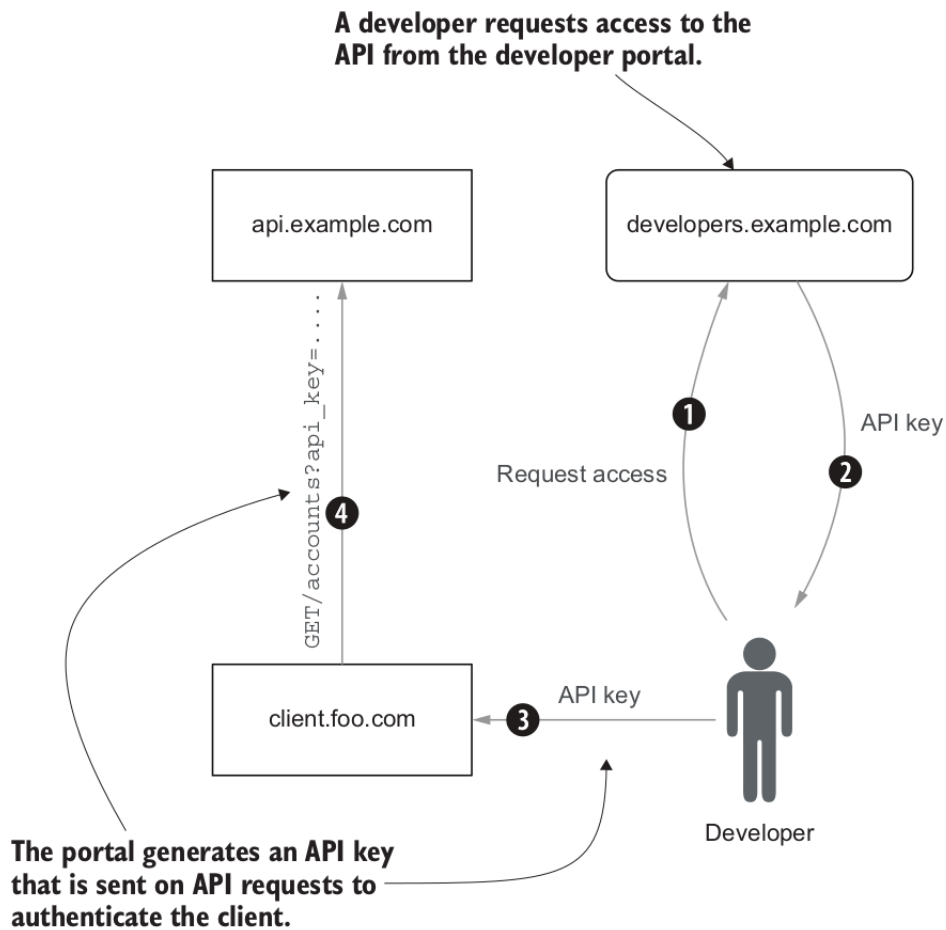 A developer requests access to the
API from the developer portal.
api.example.com
developers.example.com
GET/accounts?api_key=....
1
API key
Request access
2
4
client.foo.com
API key
3
Developer
The portal generates an API key
that is sent on API requests to
authenticate the client.